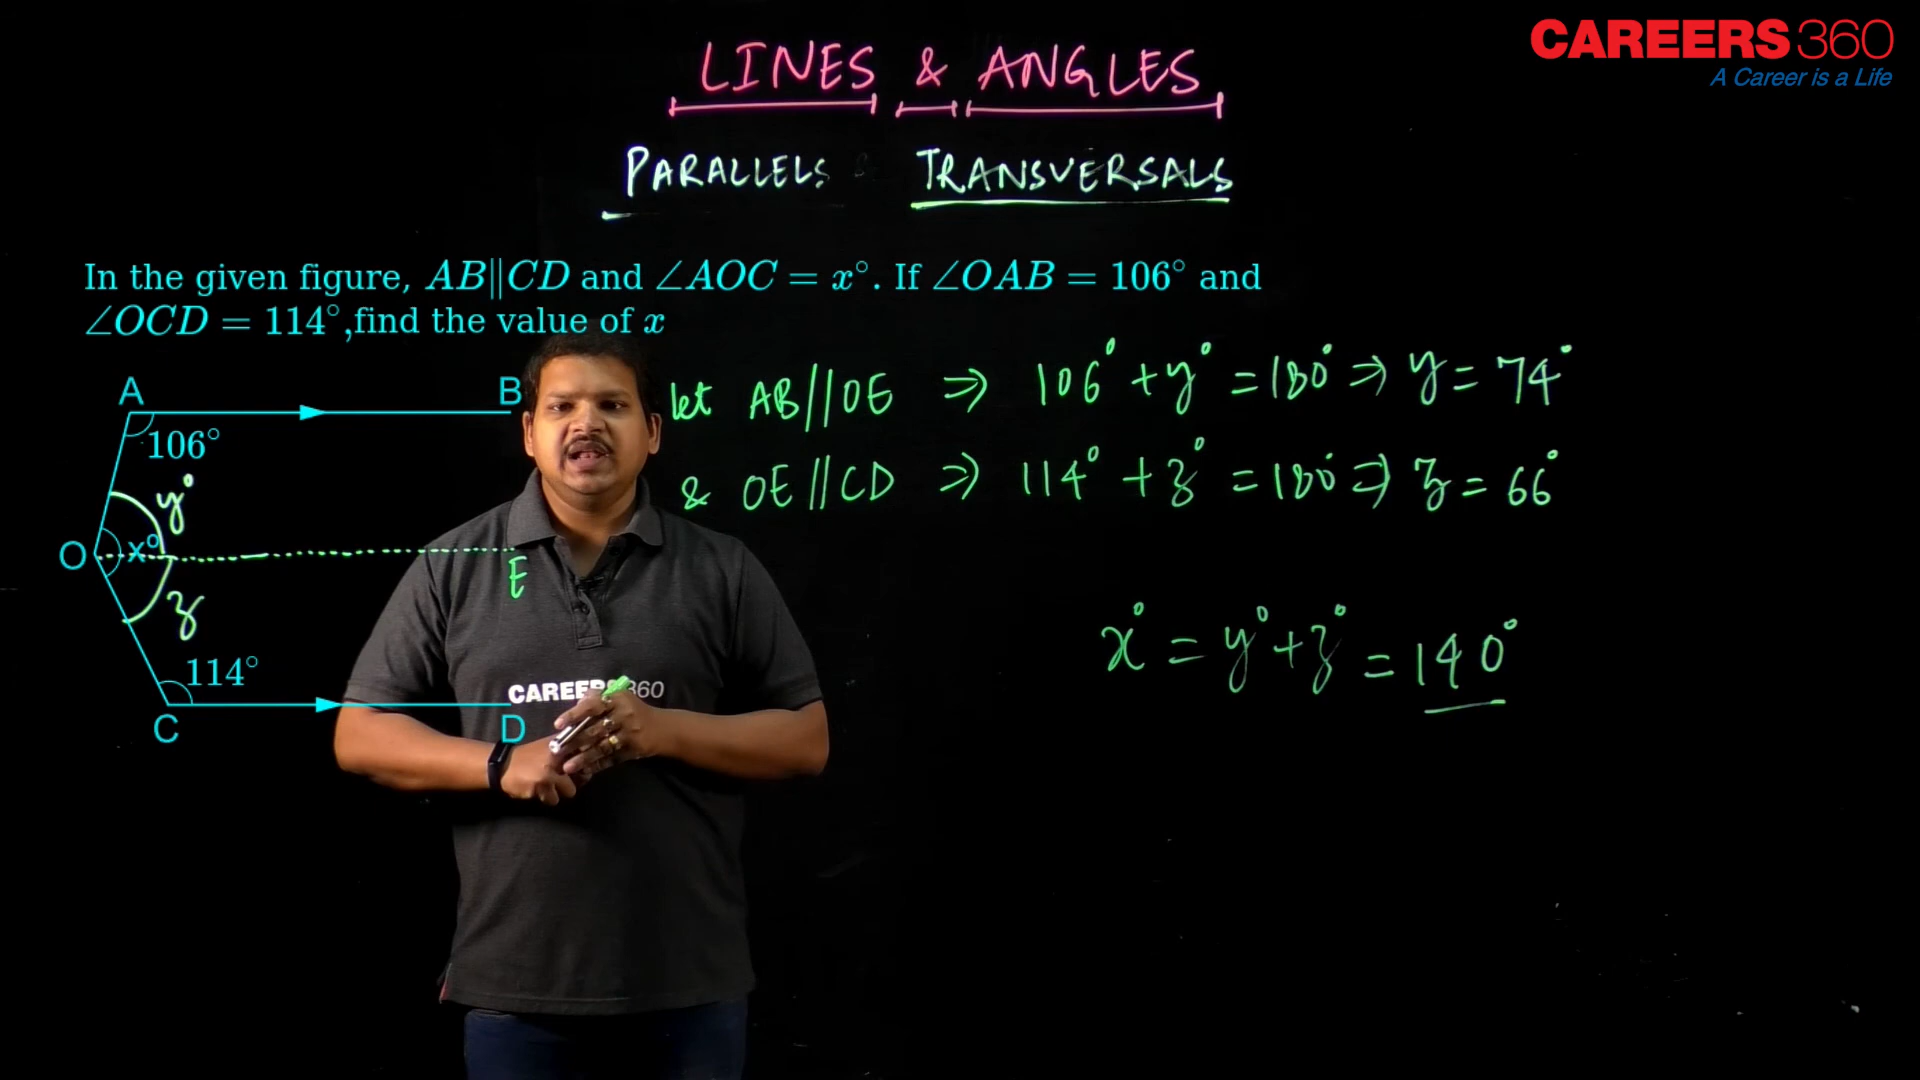 CAREERS360
A Career is a Life
LINES & ANGLES
PARALLELS & TRANSVERSALS
In the given figure, AB||CD and ∠AOC = x°. If ∠OAB = 106° and
∠OCD = 114°,find the value of x
A B
106°
y°
O x°
E
z
114°
C D
let AB//OE ⇒ 106° + y° = 180° ⇒ y = 74°
& OE//CD ⇒ 114° + z° = 180° ⇒ z = 66°
x° = y° + z° = 140°
CAREERS360